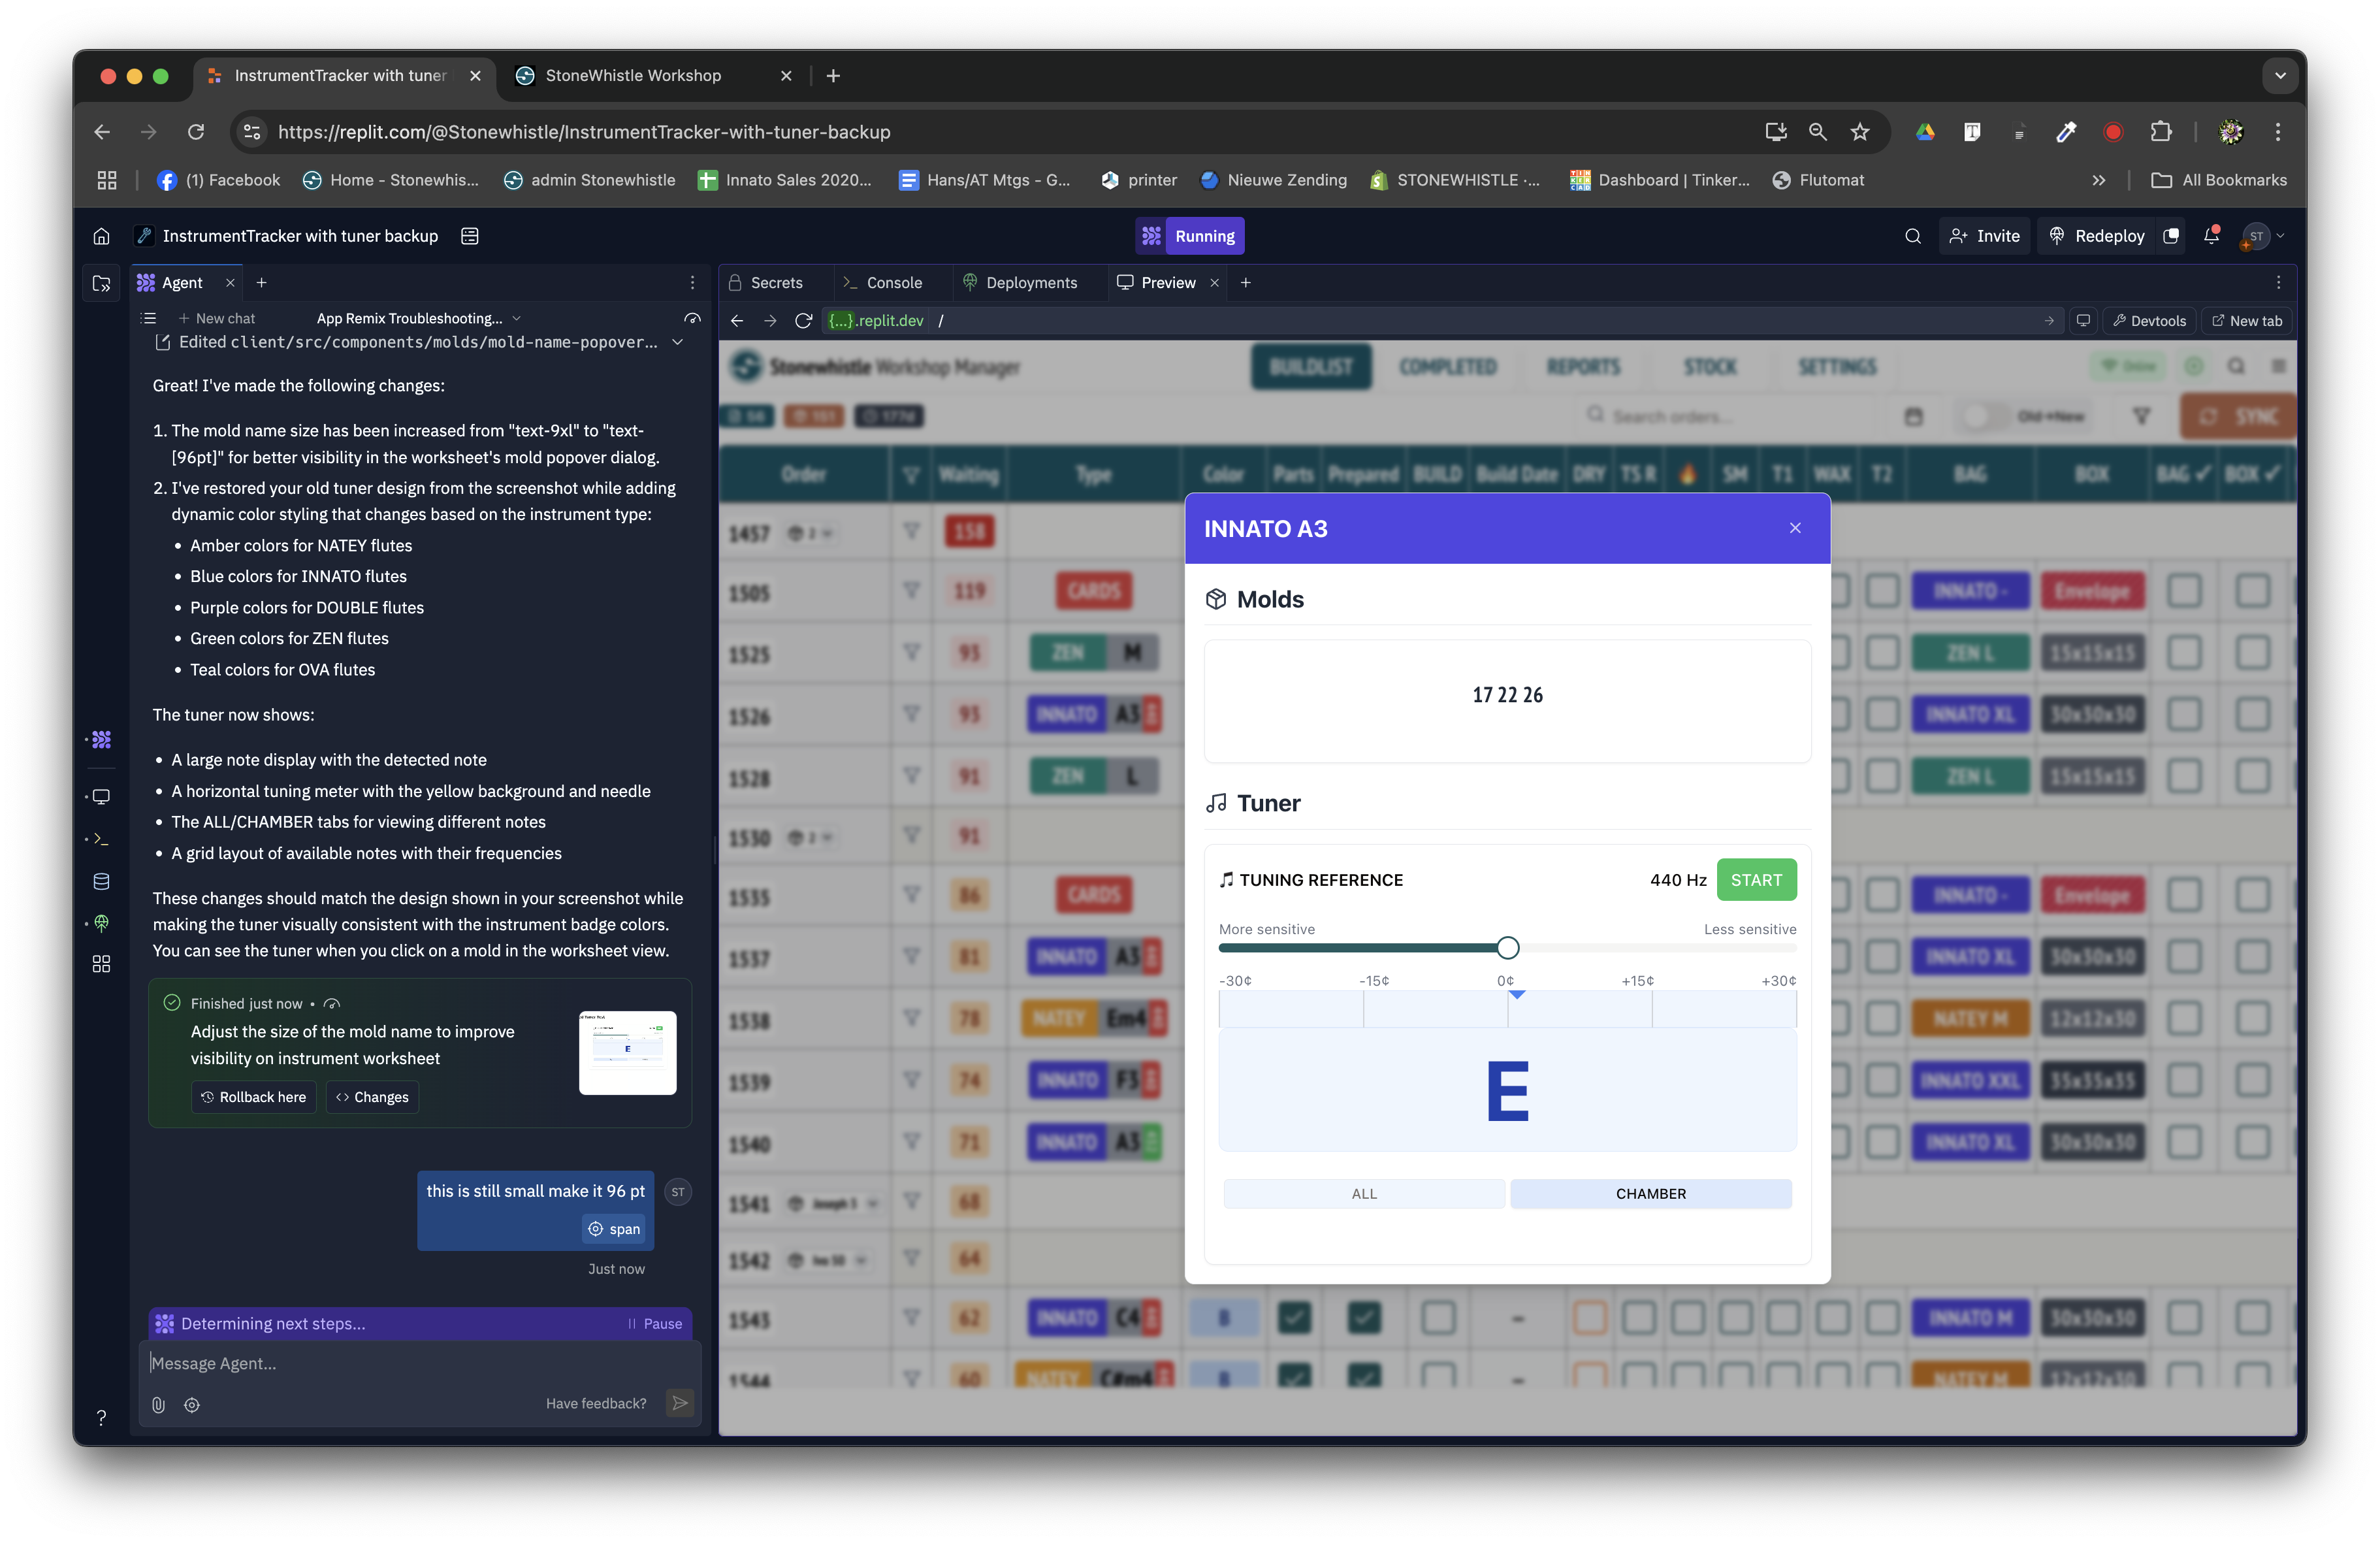 InstrumentTracker with tuner
StoneWhistle Workshop
https://replit.com/@Stonewhistle/InstrumentTracker-with-tuner-backup
(1) Facebook
Home - Stonewhis...
admin Stonewhistle
Innato Sales 2020...
Hans/AT Mtgs - G...
printer
Nieuwe Zending
STONEWHISTLE ·...
Dashboard | Tinker...
Flutomat
All Bookmarks
InstrumentTracker with tuner backup
Running
Invite
Redeploy
ST
Agent
Secrets
Console
Deployments
Preview
New chat
App Remix Troubleshooting...
{...}.replit.dev /
Devtools
New tab
Edited client/src/components/molds/mold-name-popover...
Great! I've made the following changes:
1. The mold name size has been increased from "text-9xl" to "text-
[96pt]" for better visibility in the worksheet's mold popover dialog.
2. I've restored your old tuner design from the screenshot while adding
dynamic color styling that changes based on the instrument type:
• Amber colors for NATEY flutes
• Blue colors for INNATO flutes
• Purple colors for DOUBLE flutes
• Green colors for ZEN flutes
• Teal colors for OVA flutes
The tuner now shows:
• A large note display with the detected note
• A horizontal tuning meter with the yellow background and needle
• The ALL/CHAMBER tabs for viewing different notes
• A grid layout of available notes with their frequencies
These changes should match the design shown in your screenshot while
making the tuner visually consistent with the instrument badge colors.
You can see the tuner when you click on a mold in the worksheet view.
Finished just now •
Adjust the size of the mold name to improve
visibility on instrument worksheet
Rollback here
Changes
this is still small make it 96 pt
span
ST
Just now
Determining next steps...
Pause
Message Agent...
Have feedback?
Stonewhistle Workshop Manager
BUILDLIST
COMPLETED
REPORTS
STOCK
SETTINGS
Online
56
151
177d
Search orders...
Old→New
SYNC
Order Waiting Type Color Parts Prepared BUILD Build Date DRY TS R SM T1 WAX T2 BAG BOX BAG ✓ BOX ✓
1457 2 158
1505 119 CARDS INNATO - Envelope
1525 93 ZEN M ZEN L 15x15x15
1526 93 INNATO A3 INNATO XL 30x30x30
1528 91 ZEN L ZEN L 15x15x15
1530 2 91
1535 86 CARDS INNATO - Envelope
1537 81 INNATO A3 INNATO XL 30x30x30
1538 78 NATEY Em4 NATEY M 12x12x30
1539 74 INNATO F3 INNATO XXL 35x35x35
1540 71 INNATO A3 INNATO XL 30x30x30
1541 68
1542 64
1543 62 INNATO C4 B – INNATO M 30x30x30
1544 60 NATEY C#m4 B – NATEY M 12x12x30
INNATO A3
Molds
17 22 26
Tuner
TUNING REFERENCE
440 Hz
START
More sensitive
Less sensitive
-30¢ -15¢ 0¢ +15¢ +30¢
E
ALL
CHAMBER